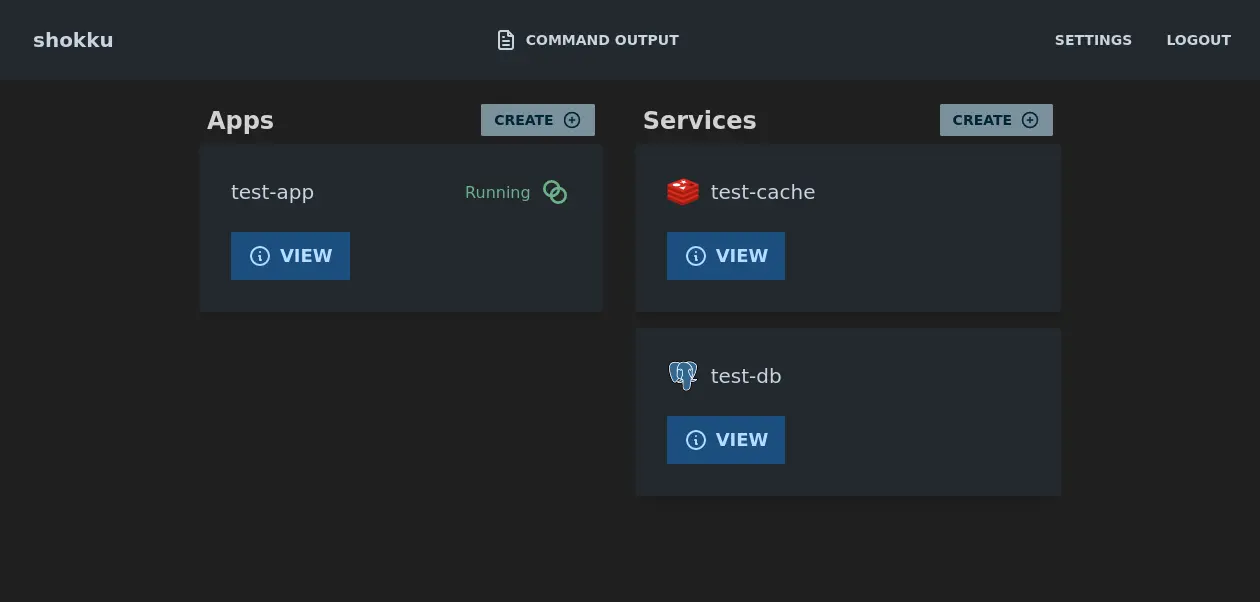 shokku
COMMAND OUTPUT
SETTINGS
LOGOUT
Apps
CREATE
test-app
Running
VIEW
Services
CREATE
test-cache
VIEW
test-db
VIEW